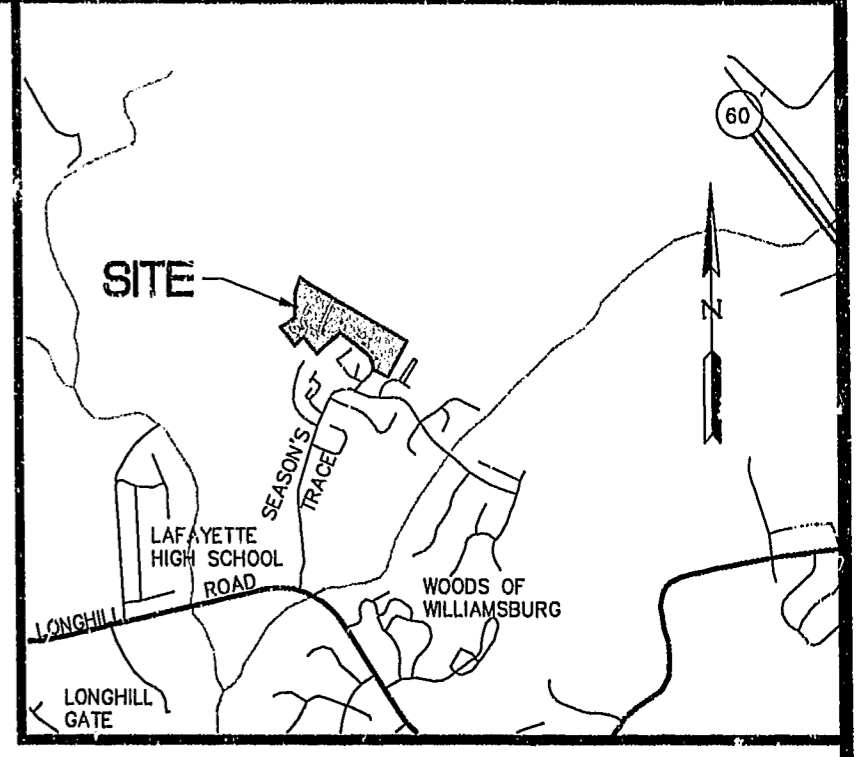 60
SITE
N
SEASON'S
TRACE
LAFAYETTE
HIGH SCHOOL
ROAD
LONGHILL
WOODS OF
WILLIAMSBURG
LONGHILL
GATE